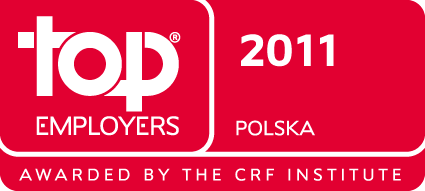 top®
EMPLOYERS
2011
POLSKA
AWARDED BY THE CRF INSTITUTE